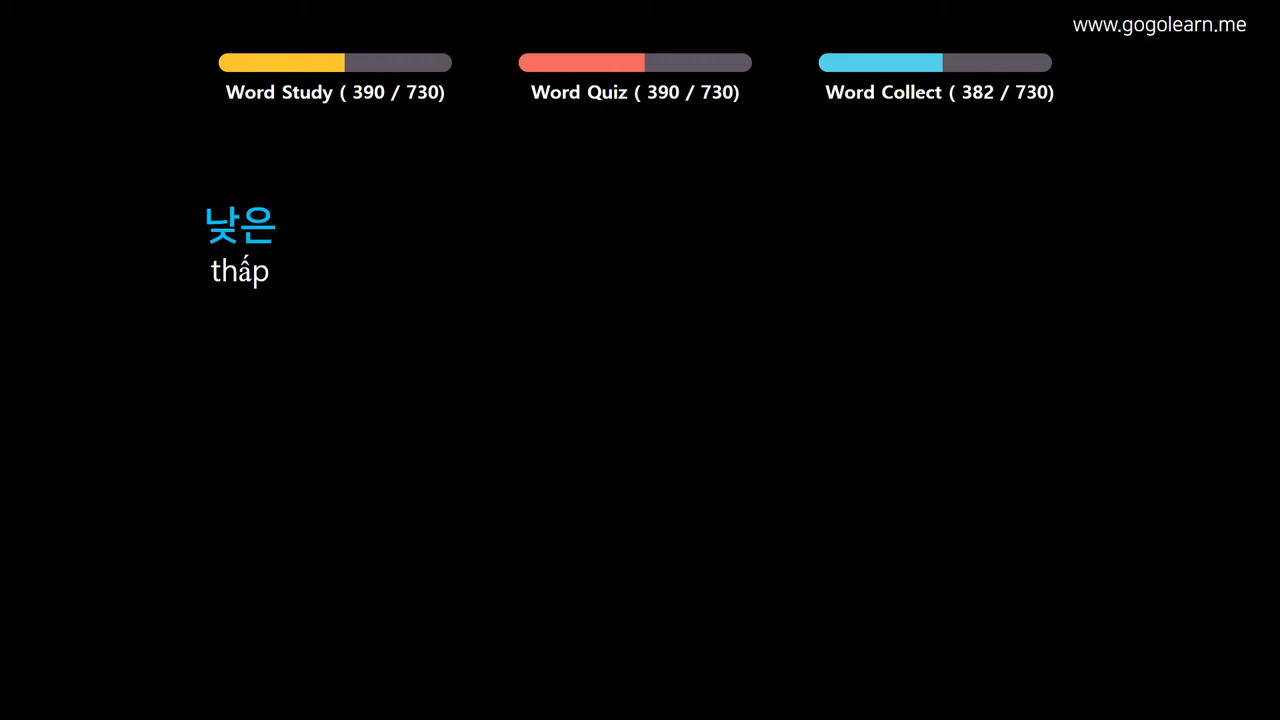 www.gogolearn.me
Word Study ( 390 / 730)
Word Quiz ( 390 / 730)
Word Collect ( 382 / 730)
낮은
thấp